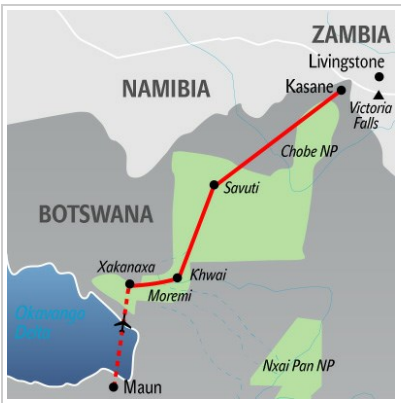 ZAMBIA
Livingstone
Kasane
Victoria
Falls
NAMIBIA
Chobe NP
Savuti
BOTSWANA
Xakanaxa
Khwai
Moremi
Okavango
Delta
Nxai Pan NP
Maun